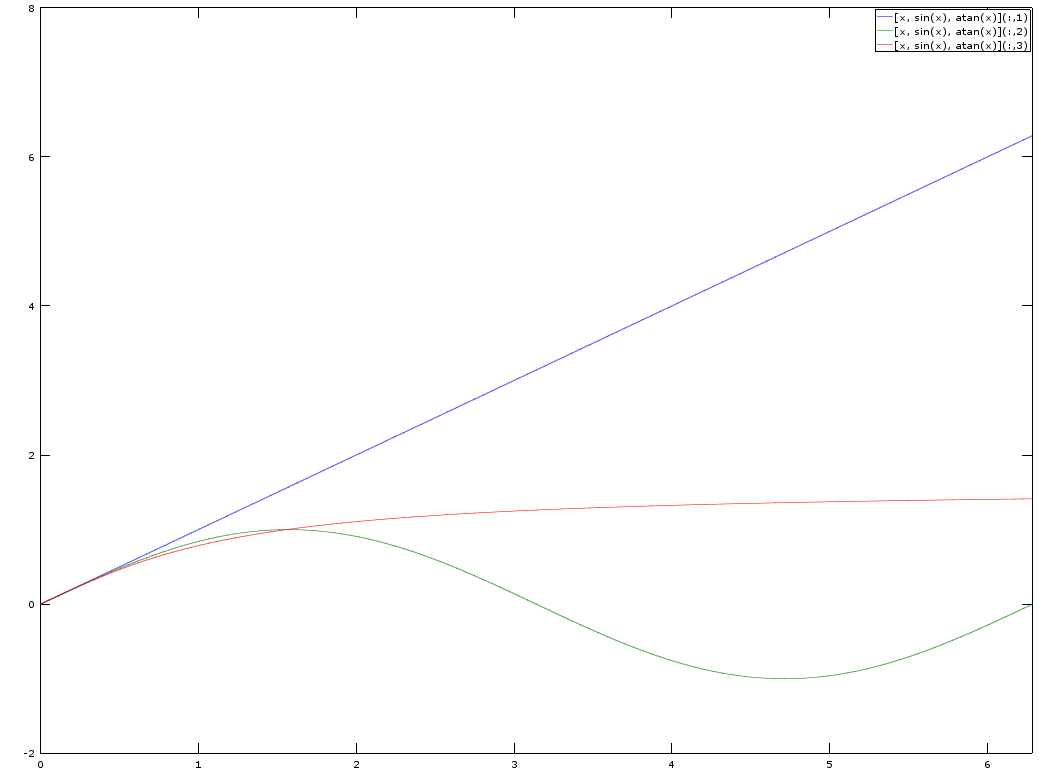 8
[x, sin(x), atan(x)](:,1)
[x, sin(x), atan(x)](:,2)
[x, sin(x), atan(x)](:,3)
6
4
2
0
-2
0 1 2 3 4 5 6